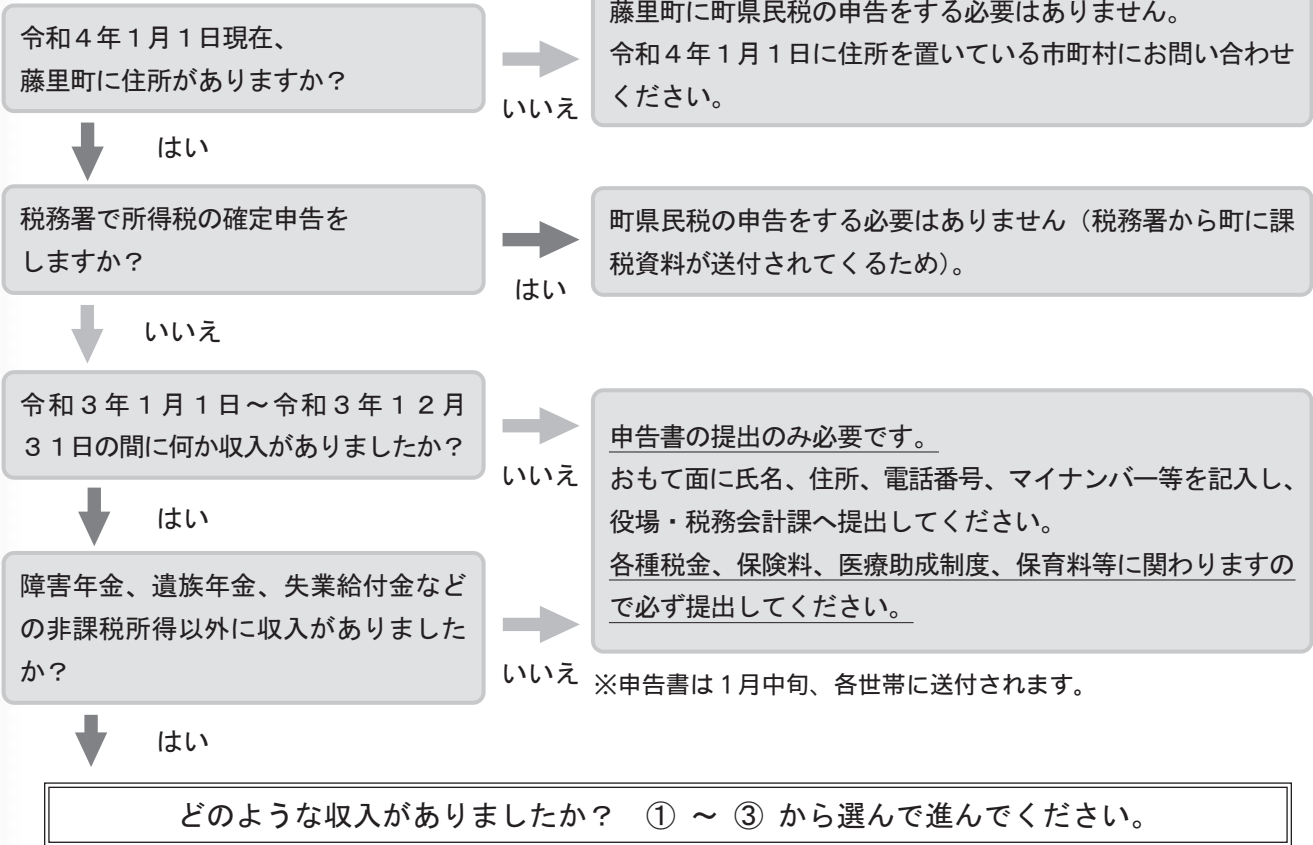 令和４年１月１日現在、
藤里町に住所がありますか？
いいえ
藤里町に町県民税の申告をする必要はありません。
令和４年１月１日に住所を置いている市町村にお問い合わせ
ください。
はい
税務署で所得税の確定申告を
しますか？
はい
町県民税の申告をする必要はありません（税務署から町に課
税資料が送付されてくるため）。
いいえ
令和３年１月１日～令和３年１２月
３１日の間に何か収入がありましたか？
いいえ
申告書の提出のみ必要です。
おもて面に氏名、住所、電話番号、マイナンバー等を記入し、
役場・税務会計課へ提出してください。
各種税金、保険料、医療助成制度、保育料等に関わりますの
で必ず提出してください。
はい
障害年金、遺族年金、失業給付金など
の非課税所得以外に収入がありました
か？
いいえ
※申告書は１月中旬、各世帯に送付されます。
はい
どのような収入がありましたか？　①　～　③　から選んで進んでください。